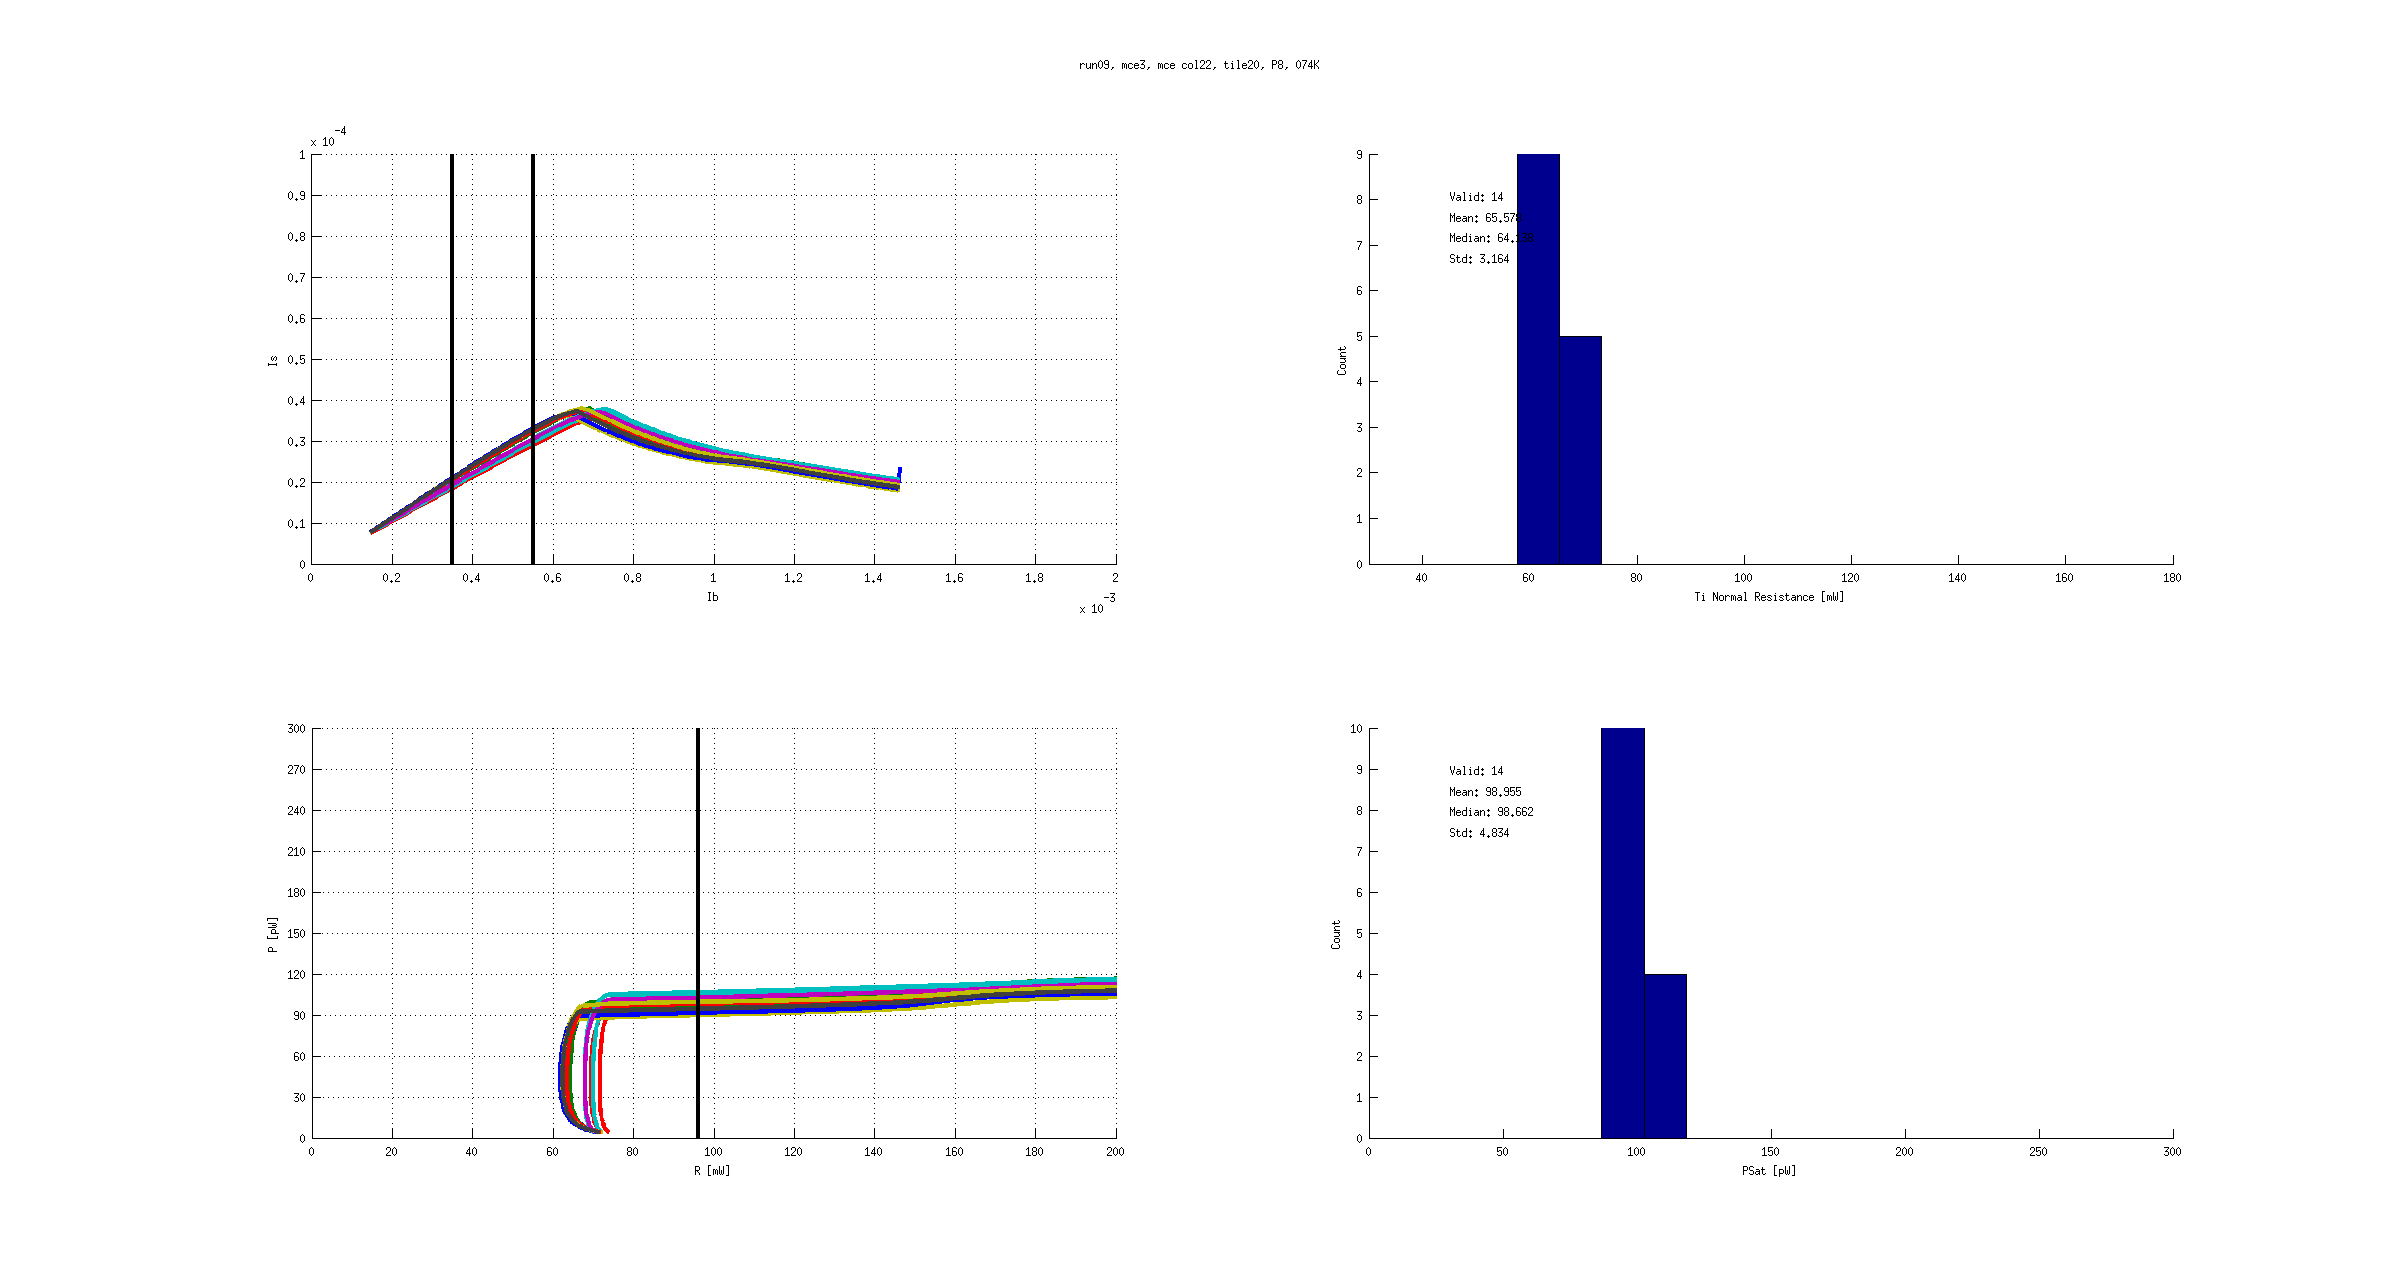 run09, mce3, mce col22, tile20, P8, 074K
x 10^-4
1
0.9
0.8
0.7
0.6
0.5
0.4
0.3
0.2
0.1
0
Is
0 0.2 0.4 0.6 0.8 1 1.2 1.4 1.6 1.8 2
Ib
x 10^-3
9
8
7
6
5
4
3
2
1
0
Count
Valid: 14
Mean: 65.578
Median: 64.
Std: 3.164
40 60 80 100 120 140 160 180
Ti Normal Resistance [mW]
300
270
240
210
180
150
120
90
60
30
0
P [pW]
0 20 40 60 80 100 120 140 160 180 200
R [mW]
10
9
8
7
6
5
4
3
2
1
0
Count
Valid: 14
Mean: 98.955
Median: 98.662
Std: 4.834
0 50 100 150 200 250 300
PSat [pW]